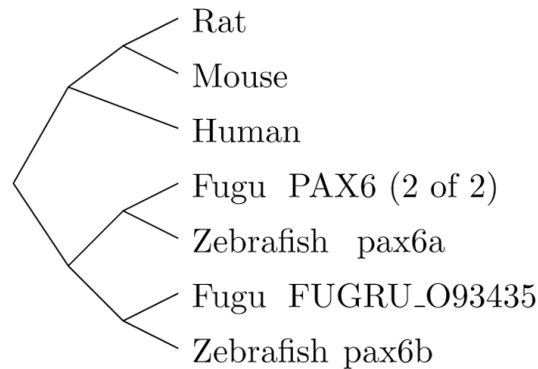 Rat
Mouse
Human
Fugu PAX6 (2 of 2)
Zebrafish pax6a
Fugu FUGRU_O93435
Zebrafish pax6b